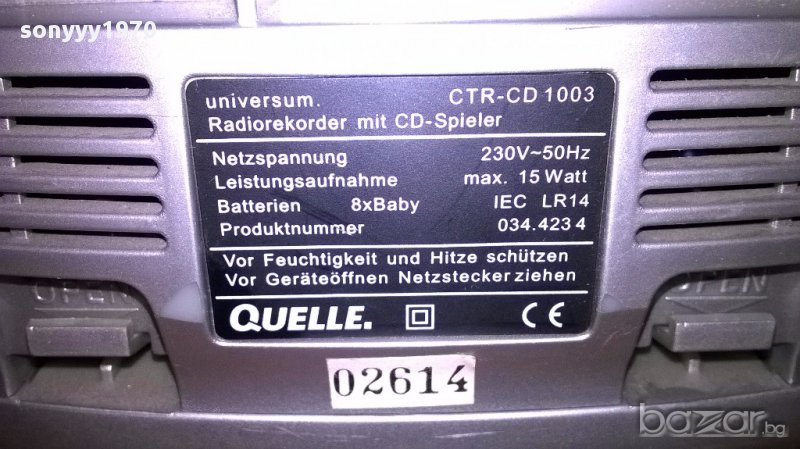 sonyyy1970
universum. CTR-CD 1003
Radiorekorder mit CD-Spieler
Netzspannung 230V~50Hz
Leistungsaufnahme max. 15 Watt
Batterien 8xBaby IEC LR14
Produktnummer 034.423 4
Vor Feuchtigkeit und Hitze schützen
Vor Geräteöffnen Netzstecker ziehen
OPEN OPEN
QUELLE. CE
02614
bazar.bg